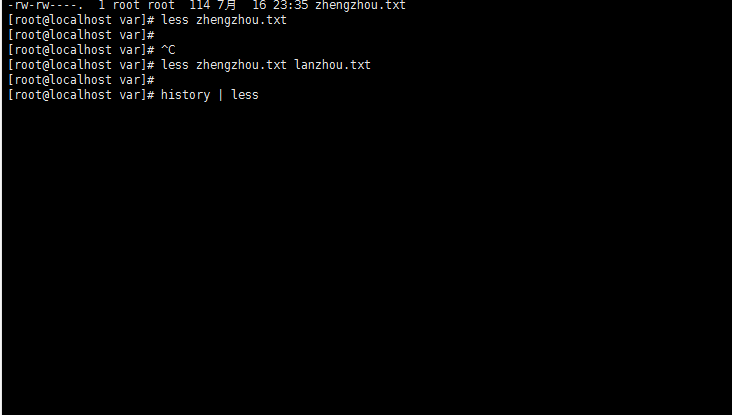 -rw-rw----.  1 root root  114 7月  16 23:35 zhengzhou.txt
[root@localhost var]# less zhengzhou.txt
[root@localhost var]#
[root@localhost var]# ^C
[root@localhost var]# less zhengzhou.txt lanzhou.txt
[root@localhost var]#
[root@localhost var]# history | less